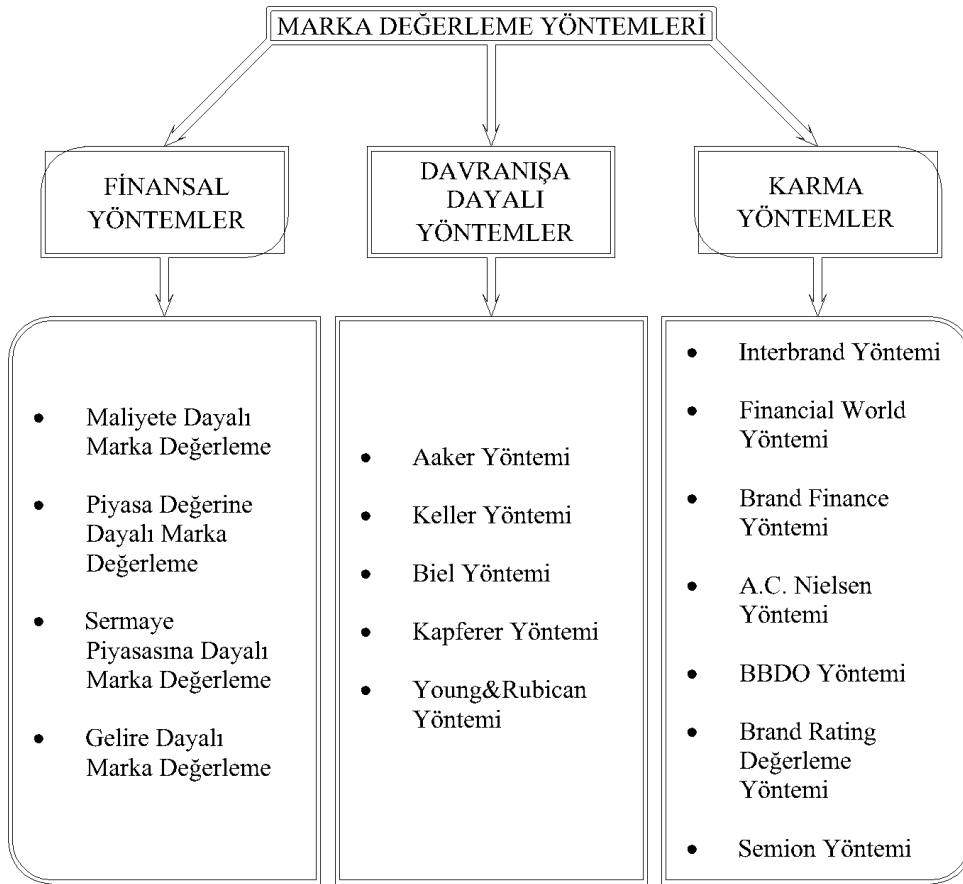 MARKA DEĞERLEME YÖNTEMLERİ
FİNANSAL
YÖNTEMLER
DAVRANIŞA
DAYALI
YÖNTEMLER
KARMA
YÖNTEMLER
• Maliyete Dayalı
Marka Değerleme
• Piyasa Değerine
Dayalı Marka
Değerleme
• Sermaye
Piyasasına Dayalı
Marka Değerleme
• Gelire Dayalı
Marka Değerleme
• Aaker Yöntemi
• Keller Yöntemi
• Biel Yöntemi
• Kapferer Yöntemi
• Young&Rubican
Yöntemi
• Interbrand Yöntemi
• Financial World
Yöntemi
• Brand Finance
Yöntemi
• A.C. Nielsen
Yöntemi
• BBDO Yöntemi
• Brand Rating
Değerleme
Yöntemi
• Semion Yöntemi